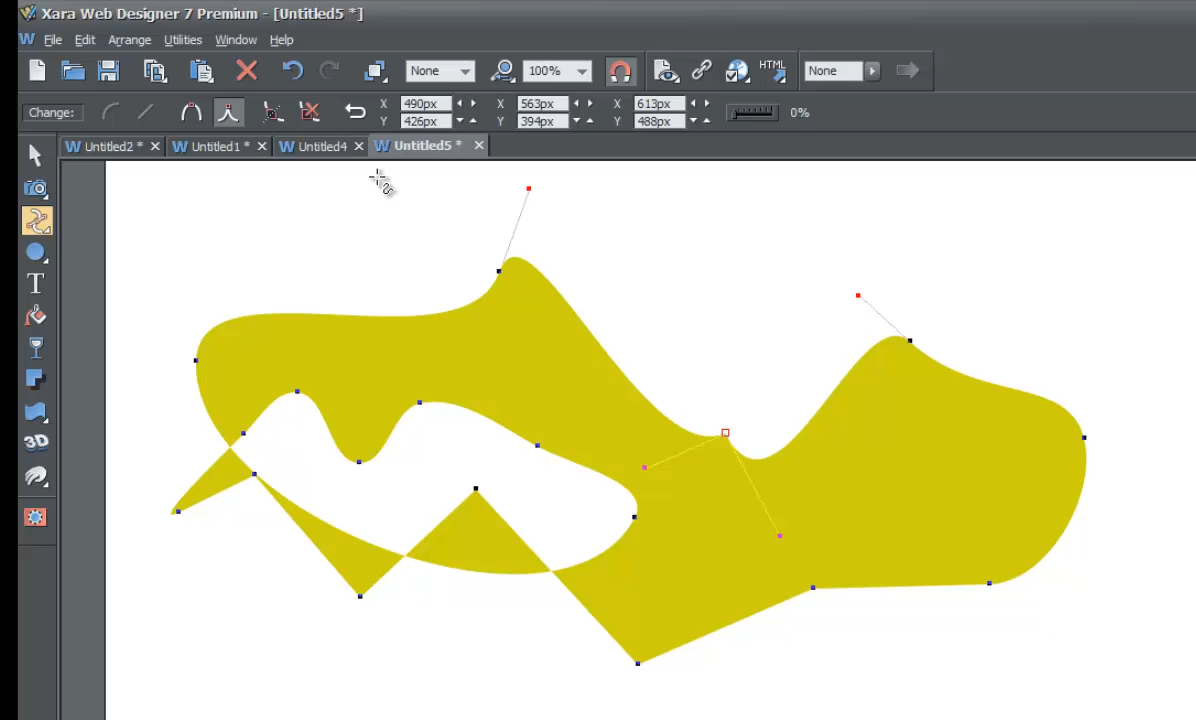 Xara Web Designer 7 Premium - [Untitled5 *]
W File Edit Arrange Utilities Window Help
None 100% HTML None
Change: X 490px X 563px X 613px
Y 426px Y 394px Y 488px 0%
W Untitled2 * W Untitled1 * W Untitled4 W Untitled5 *
T
3D